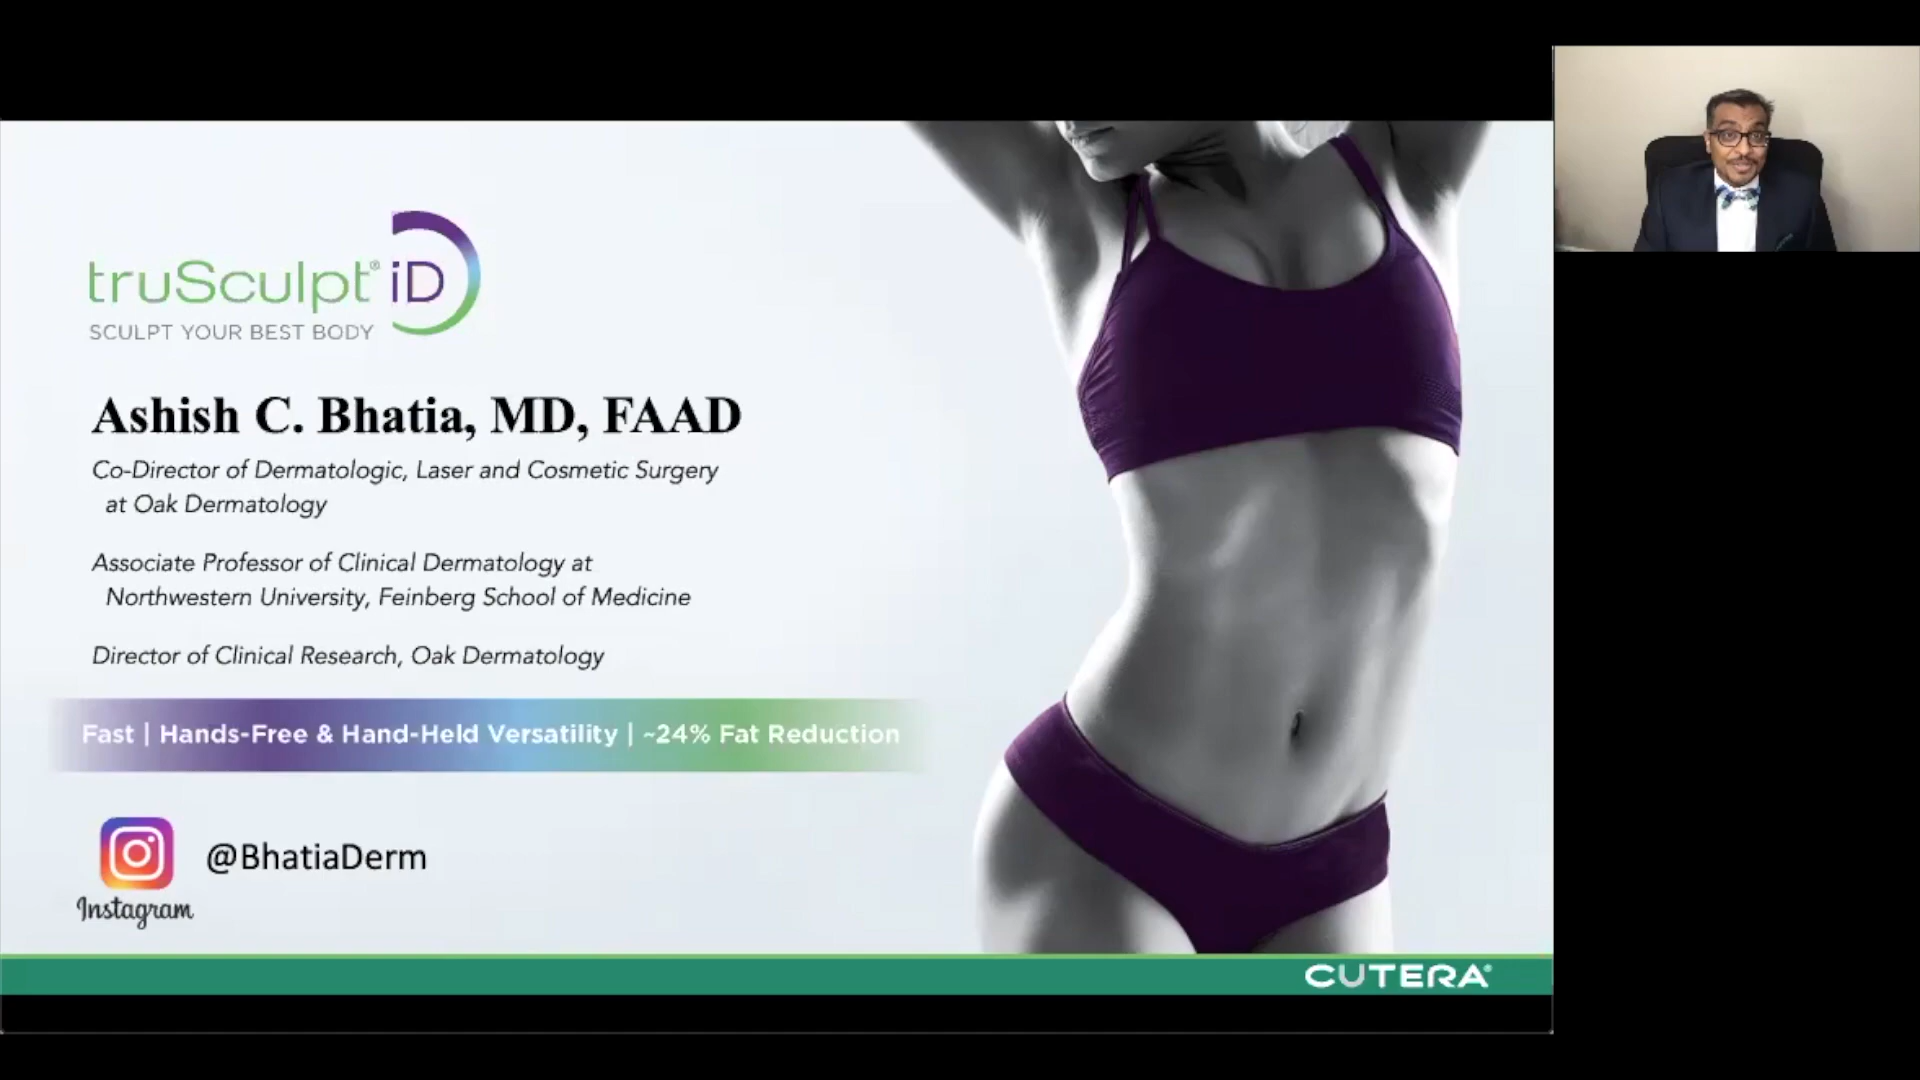 truSculpt® iD
SCULPT YOUR BEST BODY
Ashish C. Bhatia, MD, FAAD
Co-Director of Dermatologic, Laser and Cosmetic Surgery
at Oak Dermatology
Associate Professor of Clinical Dermatology at
Northwestern University, Feinberg School of Medicine
Director of Clinical Research, Oak Dermatology
Fast | Hands-Free & Hand-Held Versatility | ~24% Fat Reduction
@BhatiaDerm
Instagram
CUTERA®